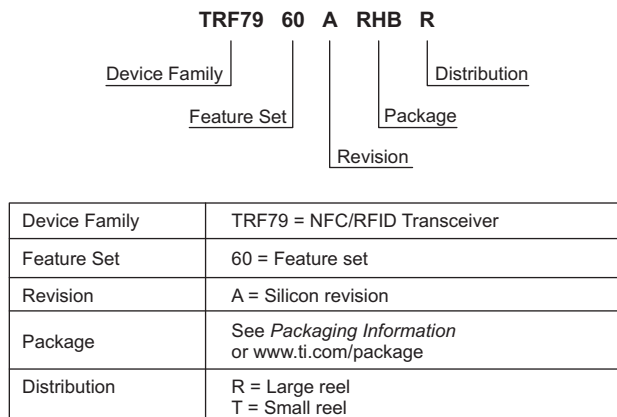 TRF79 60 A RHB R
Device Family
Distribution
Feature Set
Package
Revision
Device Family TRF79 = NFC/RFID Transceiver
Feature Set 60 = Feature set
Revision A = Silicon revision
Package See Packaging Information
or www.ti.com/package
Distribution R = Large reel
T = Small reel